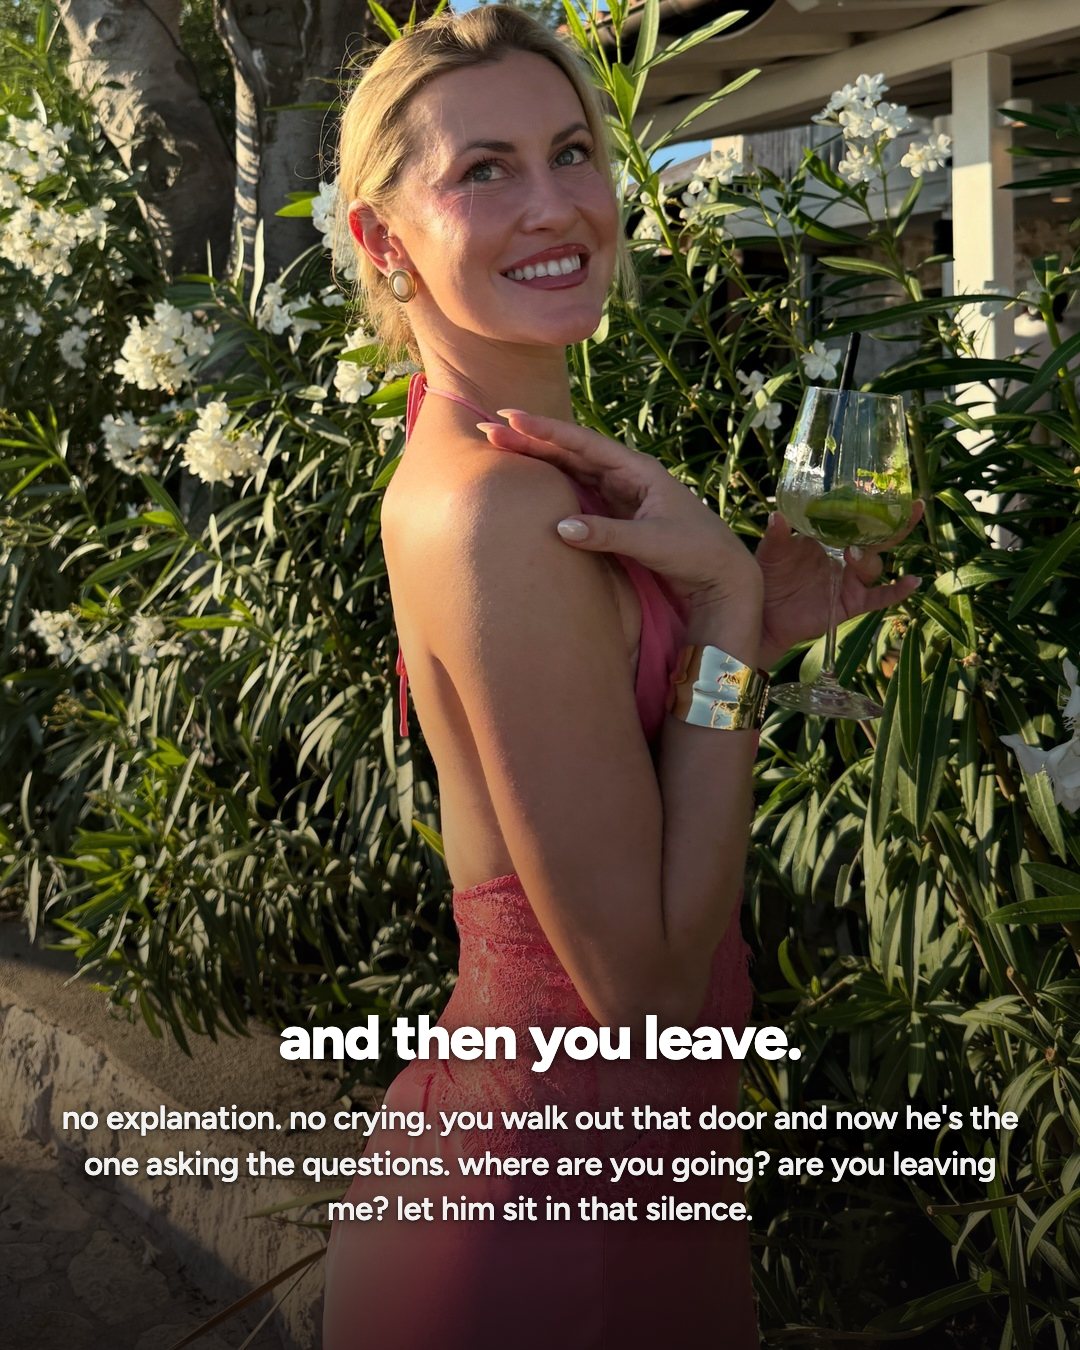 and then you leave.
no explanation. no crying. you walk out that door and now he's the
one asking the questions. where are you going? are you leaving
me? let him sit in that silence.